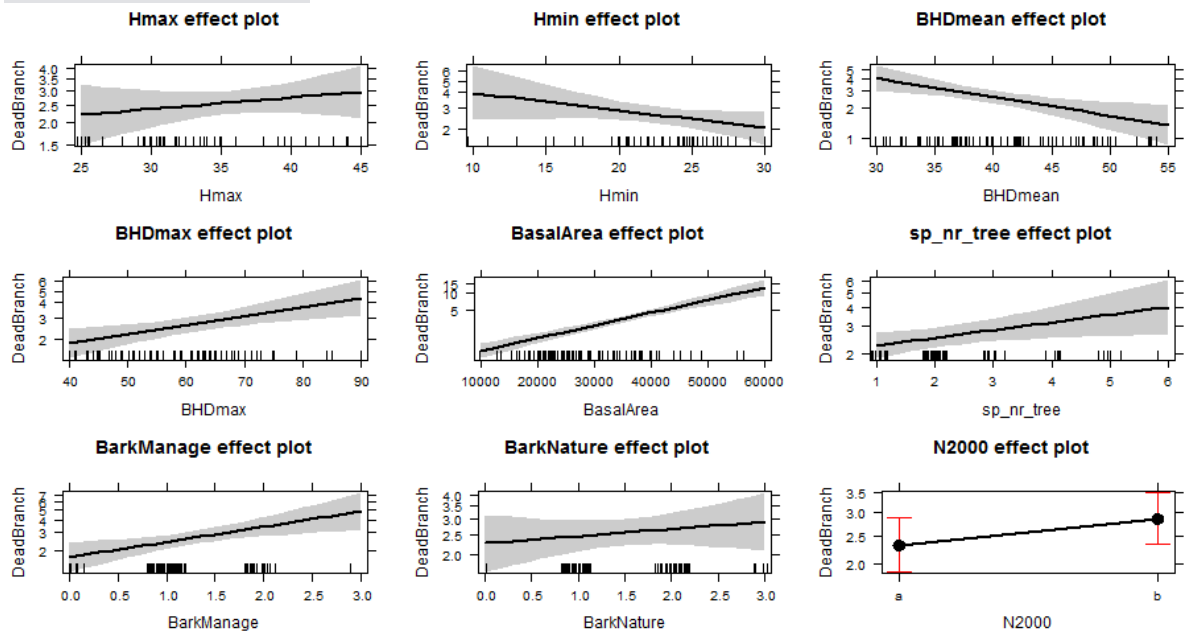 Hmax effect plot
DeadBranch
4.0
3.5
3.0
2.5
2.0
1.5
25 30 35 40 45
Hmax
Hmin effect plot
DeadBranch
6
5
4
3
2
10 15 20 25 30
Hmin
BHDmean effect plot
DeadBranch
5
4
3
2
1
30 35 40 45 50 55
BHDmean
BHDmax effect plot
DeadBranch
6
5
4
3
2
40 50 60 70 80 90
BHDmax
BasalArea effect plot
DeadBranch
15
10
5
10000 20000 30000 40000 50000 60000
BasalArea
sp_nr_tree effect plot
DeadBranch
6
5
4
3
2
1 2 3 4 5 6
sp_nr_tree
BarkManage effect plot
DeadBranch
7
6
5
4
3
2
0.0 0.5 1.0 1.5 2.0 2.5 3.0
BarkManage
BarkNature effect plot
DeadBranch
4.0
3.5
3.0
2.5
2.0
0.0 0.5 1.0 1.5 2.0 2.5 3.0
BarkNature
N2000 effect plot
DeadBranch
3.5
3.0
2.5
2.0
a b
N2000